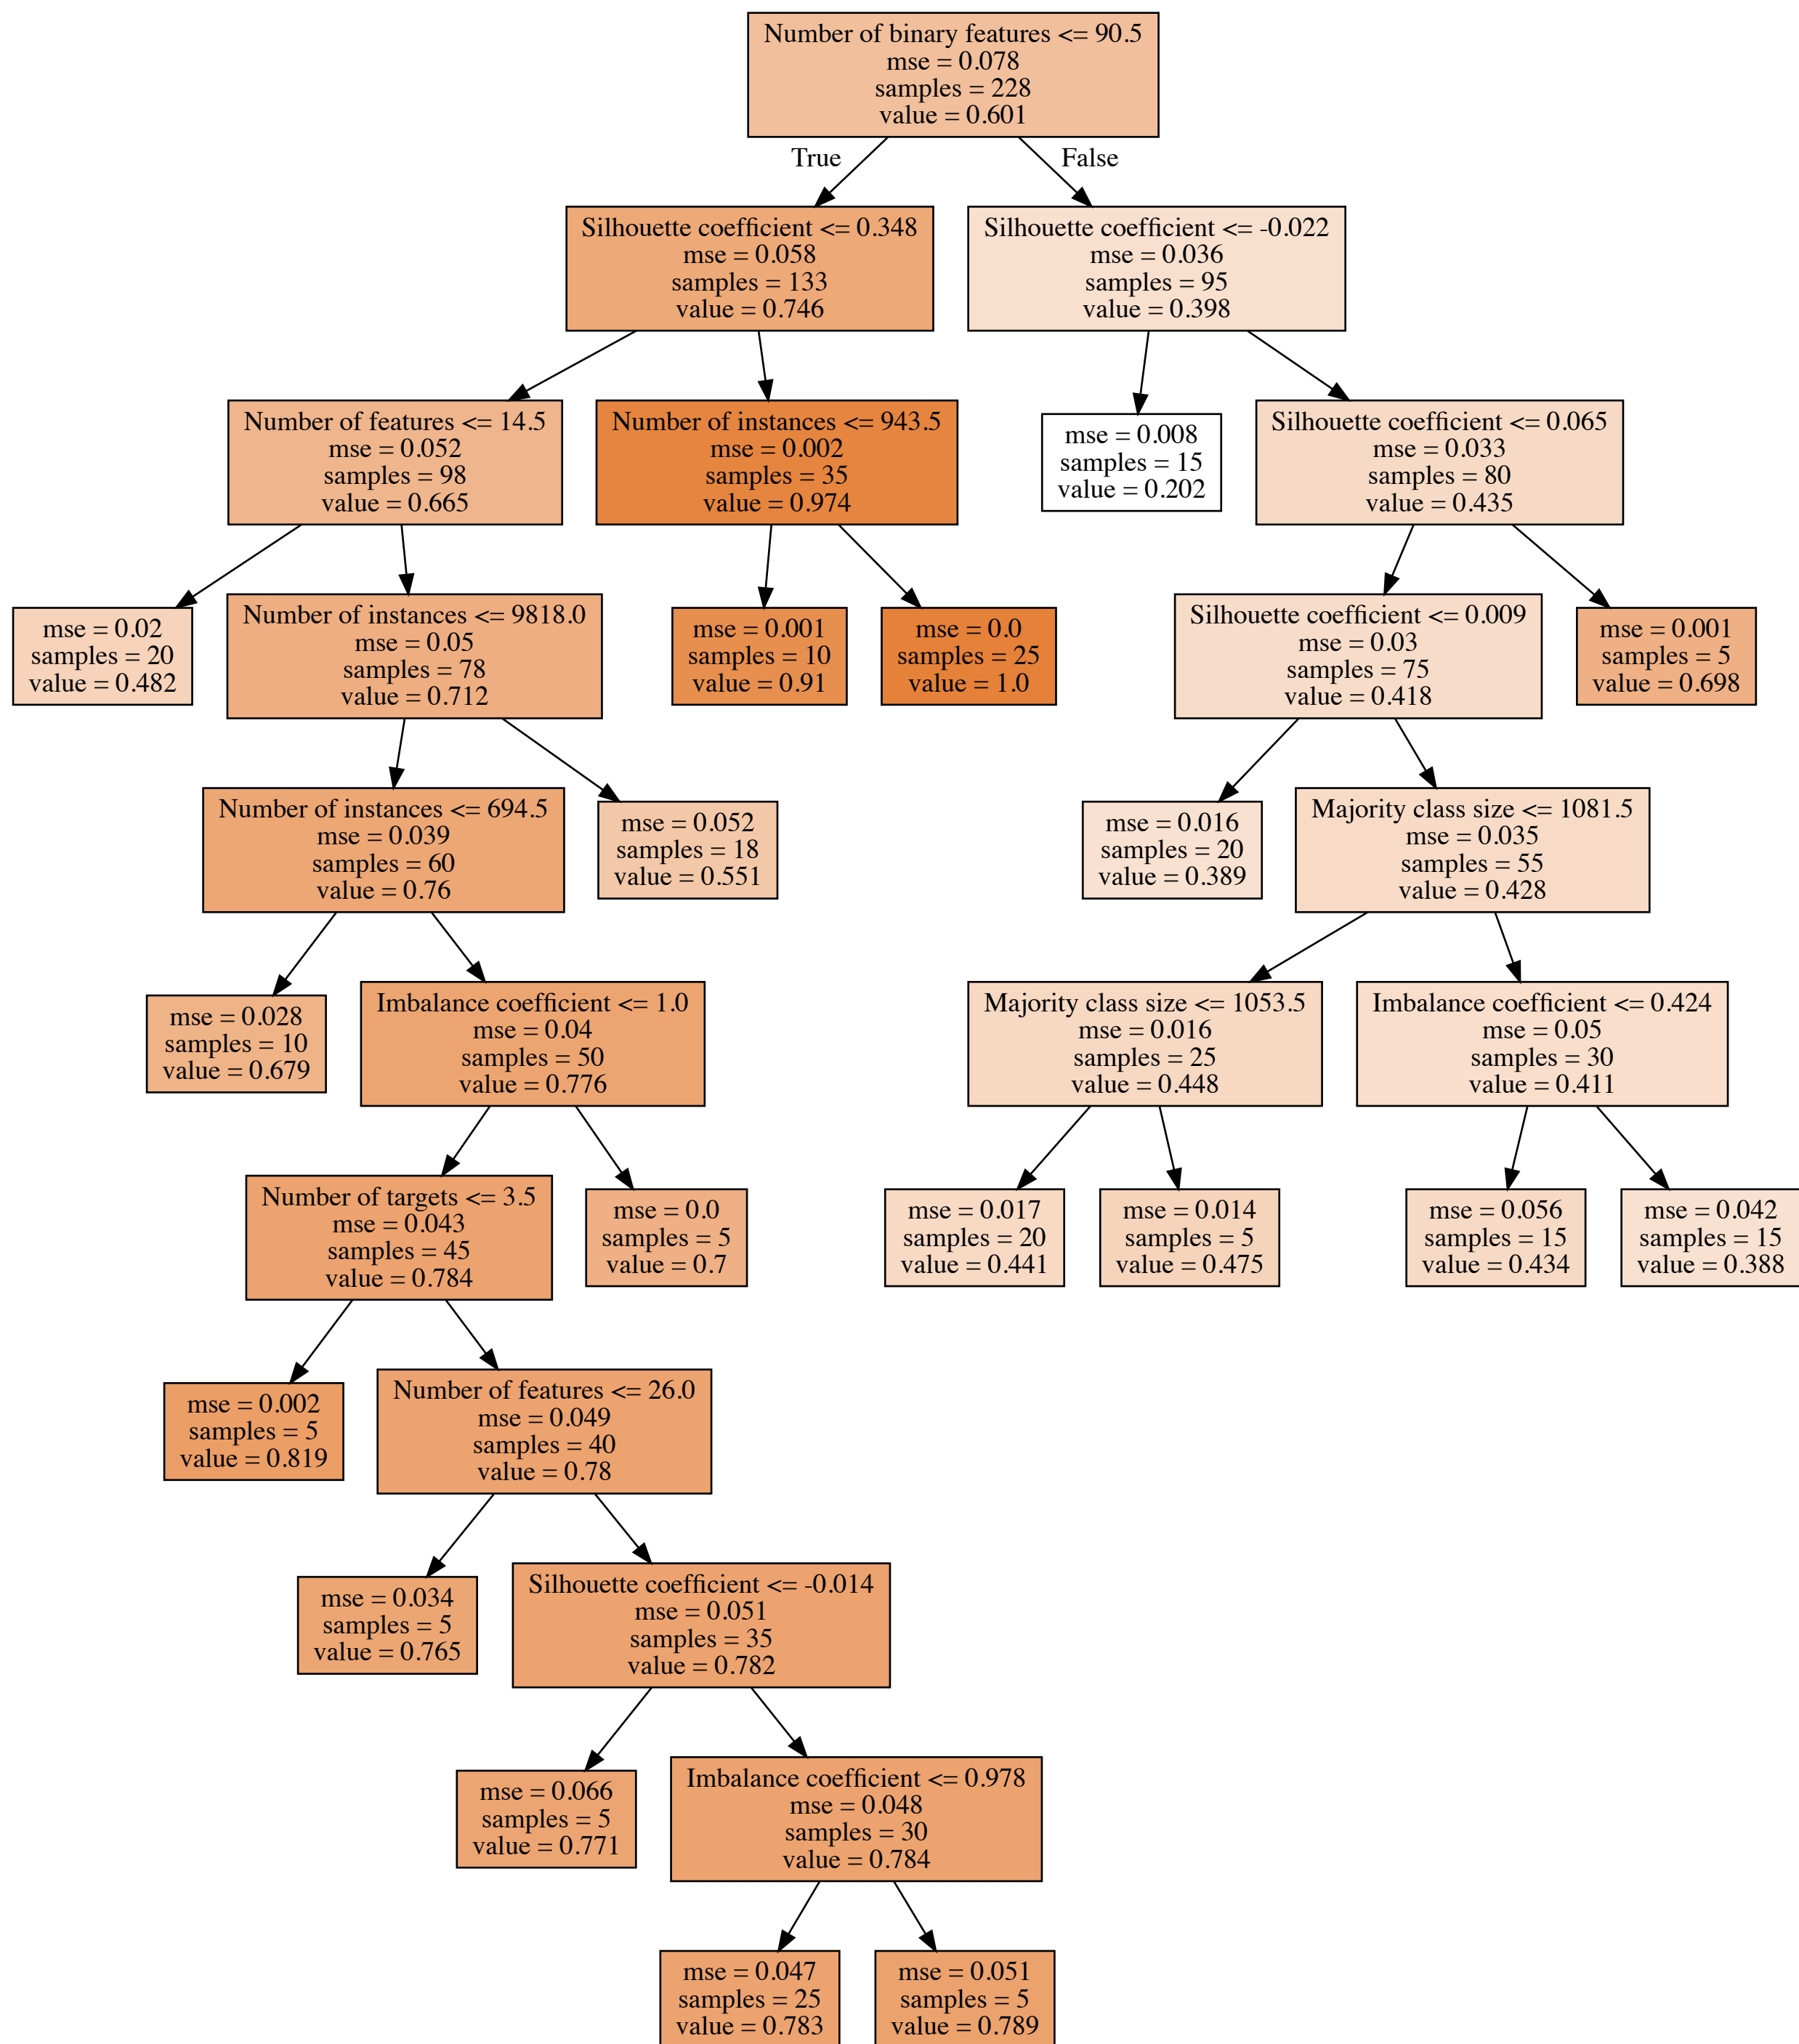 Number of binary features <= 90.5
mse = 0.078
samples = 228
value = 0.601
True
False
Silhouette coefficient <= 0.348
mse = 0.058
samples = 133
value = 0.746
Silhouette coefficient <= -0.022
mse = 0.036
samples = 95
value = 0.398
Number of features <= 14.5
mse = 0.052
samples = 98
value = 0.665
Number of instances <= 943.5
mse = 0.002
samples = 35
value = 0.974
mse = 0.008
samples = 15
value = 0.202
Silhouette coefficient <= 0.065
mse = 0.033
samples = 80
value = 0.435
mse = 0.02
samples = 20
value = 0.482
Number of instances <= 9818.0
mse = 0.05
samples = 78
value = 0.712
mse = 0.001
samples = 10
value = 0.91
mse = 0.0
samples = 25
value = 1.0
Silhouette coefficient <= 0.009
mse = 0.03
samples = 75
value = 0.418
mse = 0.001
samples = 5
value = 0.698
Number of instances <= 694.5
mse = 0.039
samples = 60
value = 0.76
mse = 0.052
samples = 18
value = 0.551
mse = 0.016
samples = 20
value = 0.389
Majority class size <= 1081.5
mse = 0.035
samples = 55
value = 0.428
mse = 0.028
samples = 10
value = 0.679
Imbalance coefficient <= 1.0
mse = 0.04
samples = 50
value = 0.776
Majority class size <= 1053.5
mse = 0.016
samples = 25
value = 0.448
Imbalance coefficient <= 0.424
mse = 0.05
samples = 30
value = 0.411
Number of targets <= 3.5
mse = 0.043
samples = 45
value = 0.784
mse = 0.0
samples = 5
value = 0.7
mse = 0.017
samples = 20
value = 0.441
mse = 0.014
samples = 5
value = 0.475
mse = 0.056
samples = 15
value = 0.434
mse = 0.042
samples = 15
value = 0.388
mse = 0.002
samples = 5
value = 0.819
Number of features <= 26.0
mse = 0.049
samples = 40
value = 0.78
mse = 0.034
samples = 5
value = 0.765
Silhouette coefficient <= -0.014
mse = 0.051
samples = 35
value = 0.782
mse = 0.066
samples = 5
value = 0.771
Imbalance coefficient <= 0.978
mse = 0.048
samples = 30
value = 0.784
mse = 0.047
samples = 25
value = 0.783
mse = 0.051
samples = 5
value = 0.789